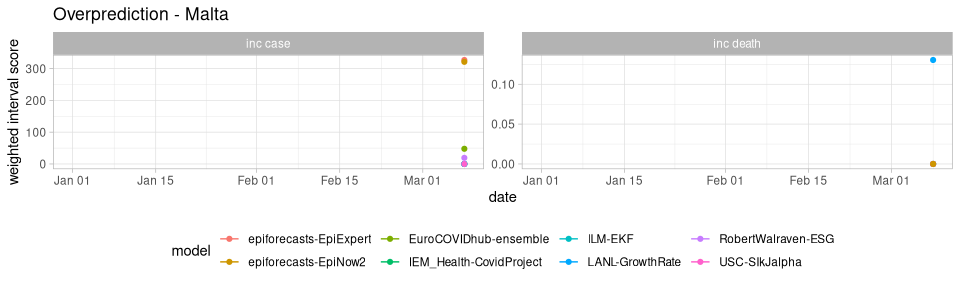 Overprediction - Malta
weighted interval score
inc case
inc death
300
200
100
0
0.10
0.05
0.00
Jan 01 Jan 15 Feb 01 Feb 15 Mar 01
Jan 01 Jan 15 Feb 01 Feb 15 Mar 01
date
model
epiforecasts-EpiExpert EuroCOVIDhub-ensemble ILM-EKF RobertWalraven-ESG
epiforecasts-EpiNow2 IEM_Health-CovidProject LANL-GrowthRate USC-SIkJalpha